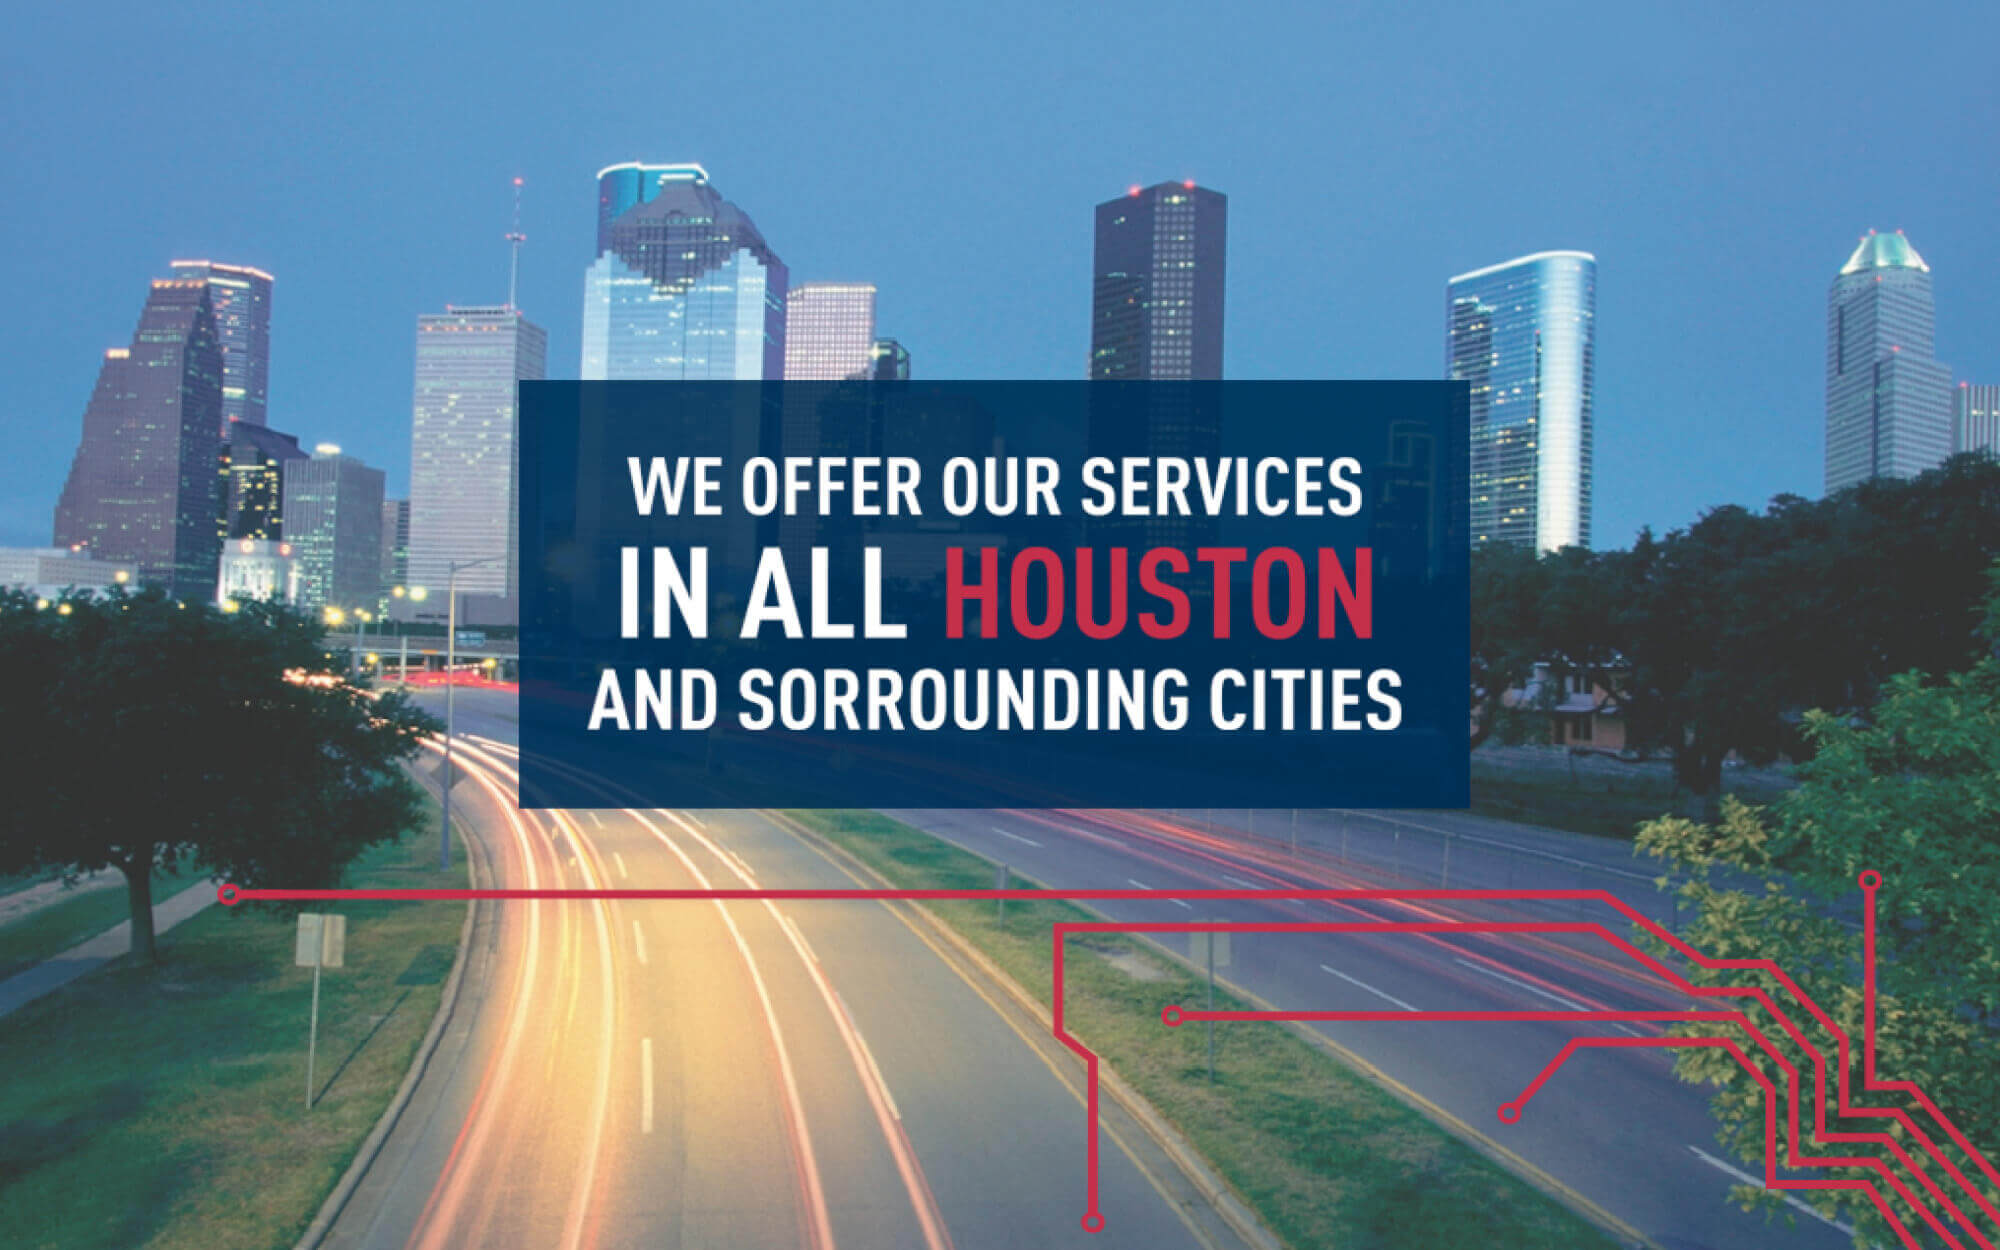 WE OFFER OUR SERVICES
IN ALL HOUSTON
AND SORROUNDING CITIES